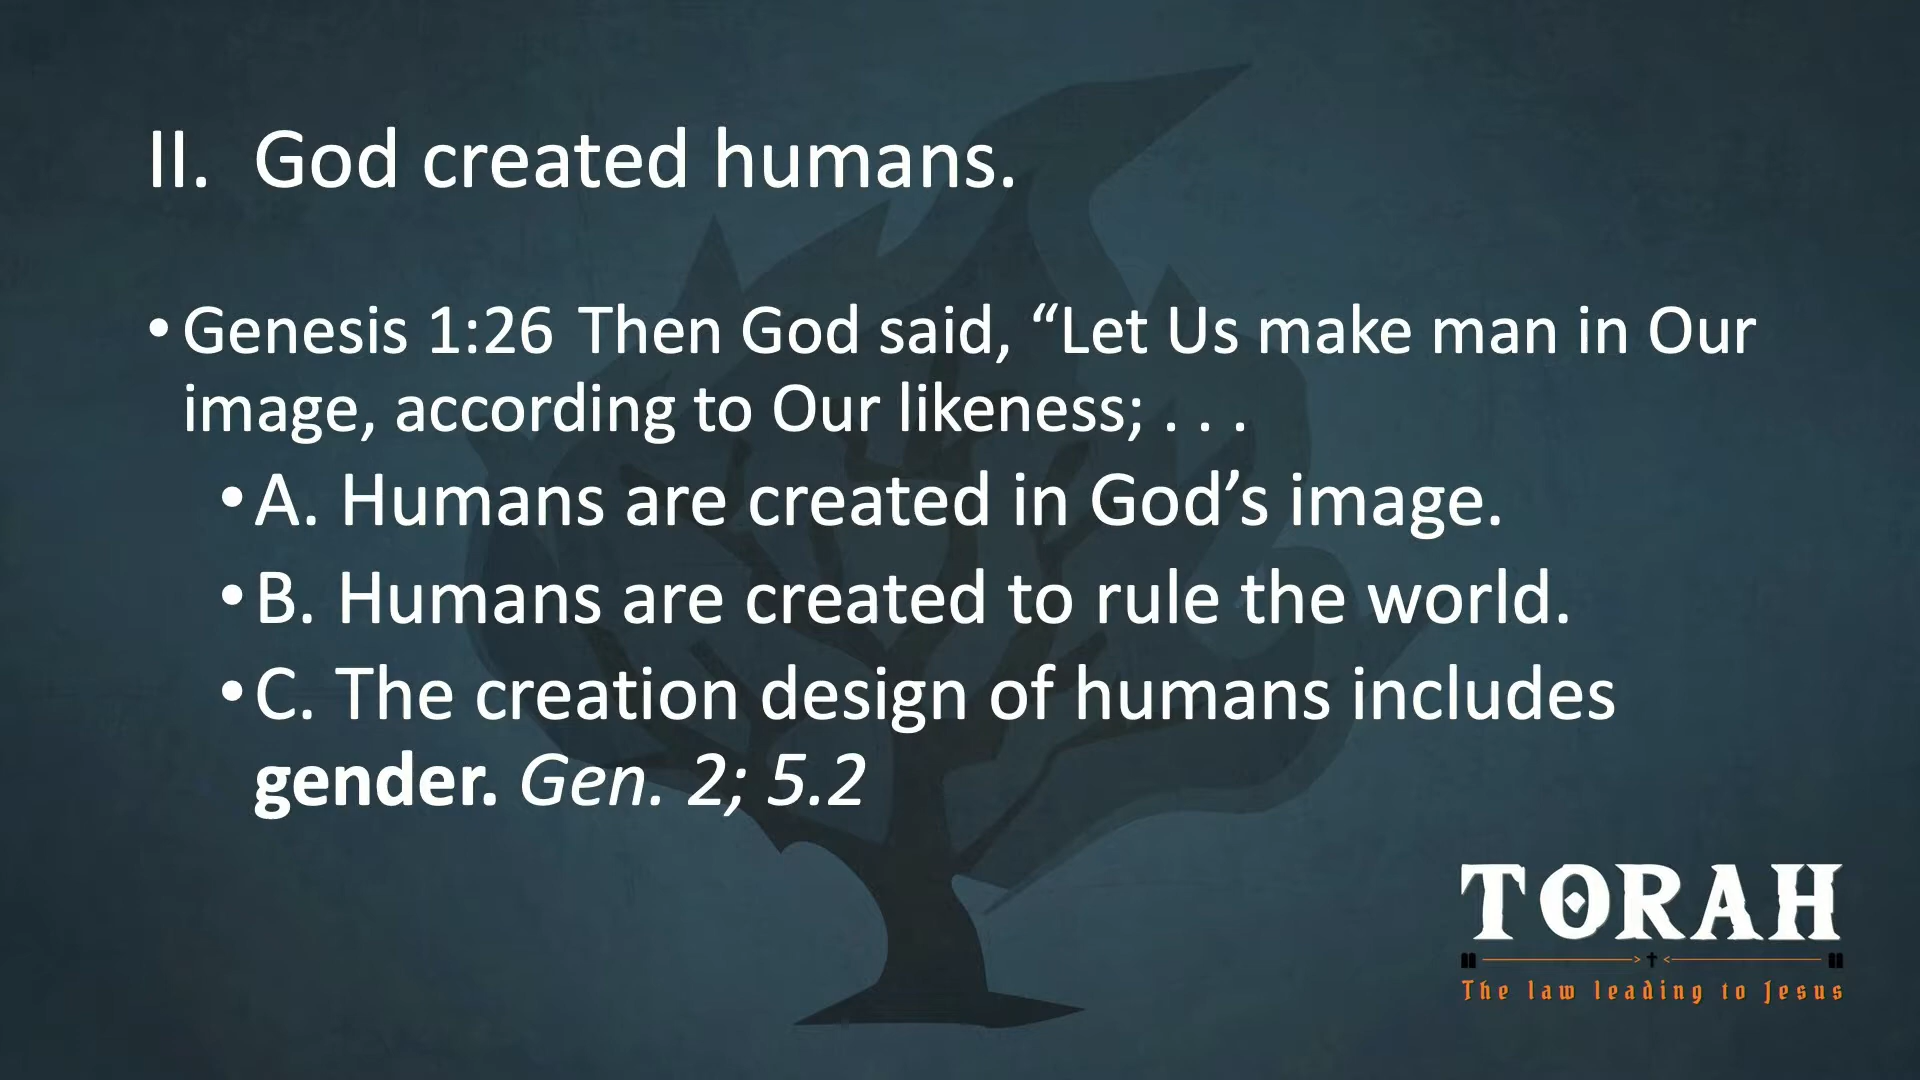 II. God created humans.
• Genesis 1:26 Then God said, “Let Us make man in Our
image, according to Our likeness; . . .
• A. Humans are created in God’s image.
• B. Humans are created to rule the world.
• C. The creation design of humans includes
gender. Gen. 2; 5.2
TORAH
The law leading to Jesus